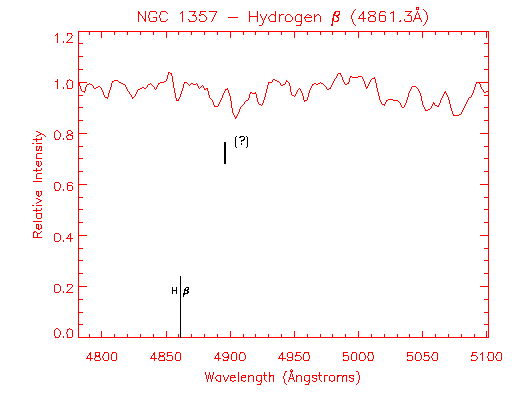 NGC 1357 – Hydrogen β (4861.3Å)
1.2
1.0
0.8
0.6
0.4
0.2
0.0
Relative Intensity
(?)
H β
4800 4850 4900 4950 5000 5050 5100
Wavelength (Ångstroms)